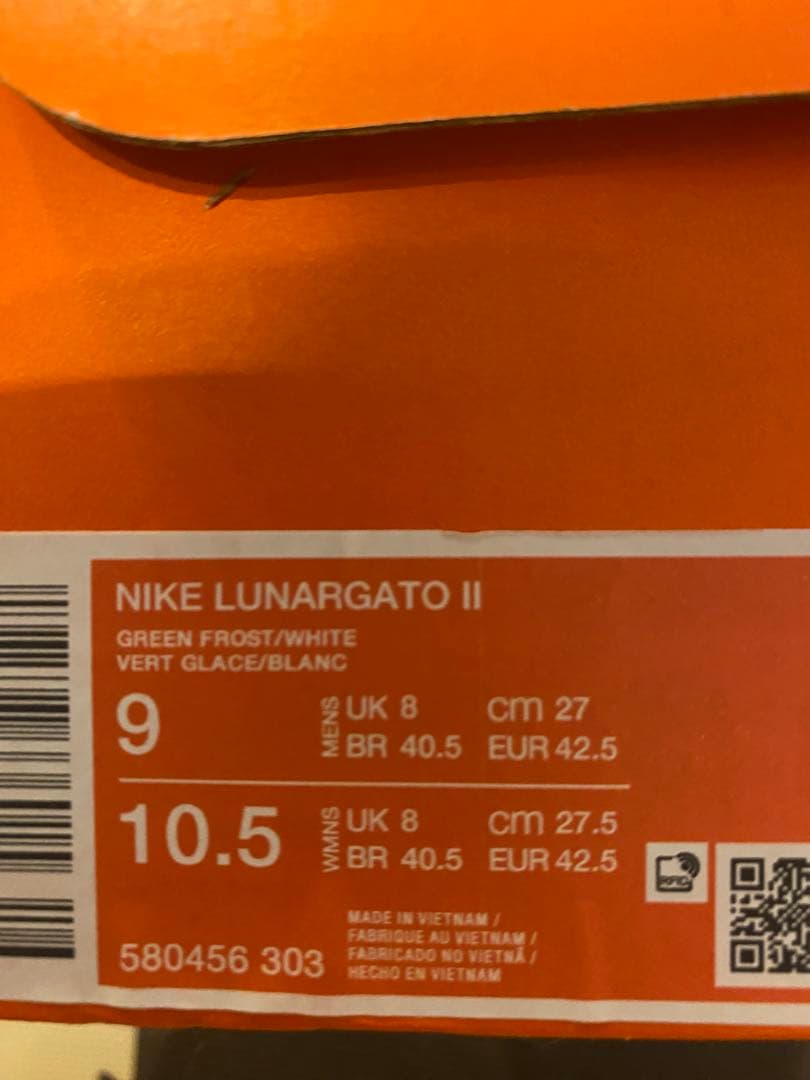 NIKE LUNARGATO II
GREEN FROST/WHITE
VERT GLACE/BLANC
9 MENS UK 8 cm 27
BR 40.5 EUR 42.5
10.5 WMNS UK 8 cm 27.5
BR 40.5 EUR 42.5
RFID
580456 303
MADE IN VIETNAM /
FABRIQUE AU VIETNAM /
FABRICADO NO VIETNÃ /
HECHO EN VIETNAM